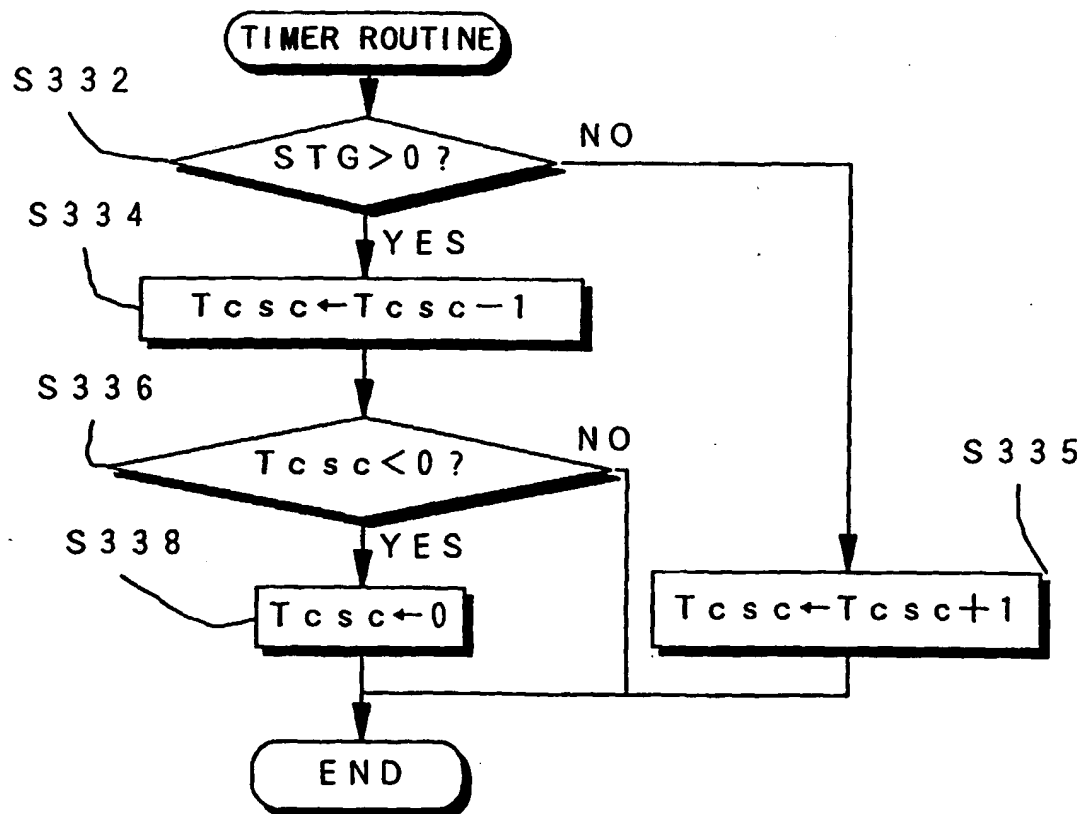 TIMER ROUTINE
S332
STG>0?
NO
S334
YES
Tcsc←Tcsc−1
S336
Tcsc<0?
NO
S335
S338
YES
Tcsc←0
Tcsc←Tcsc+1
END